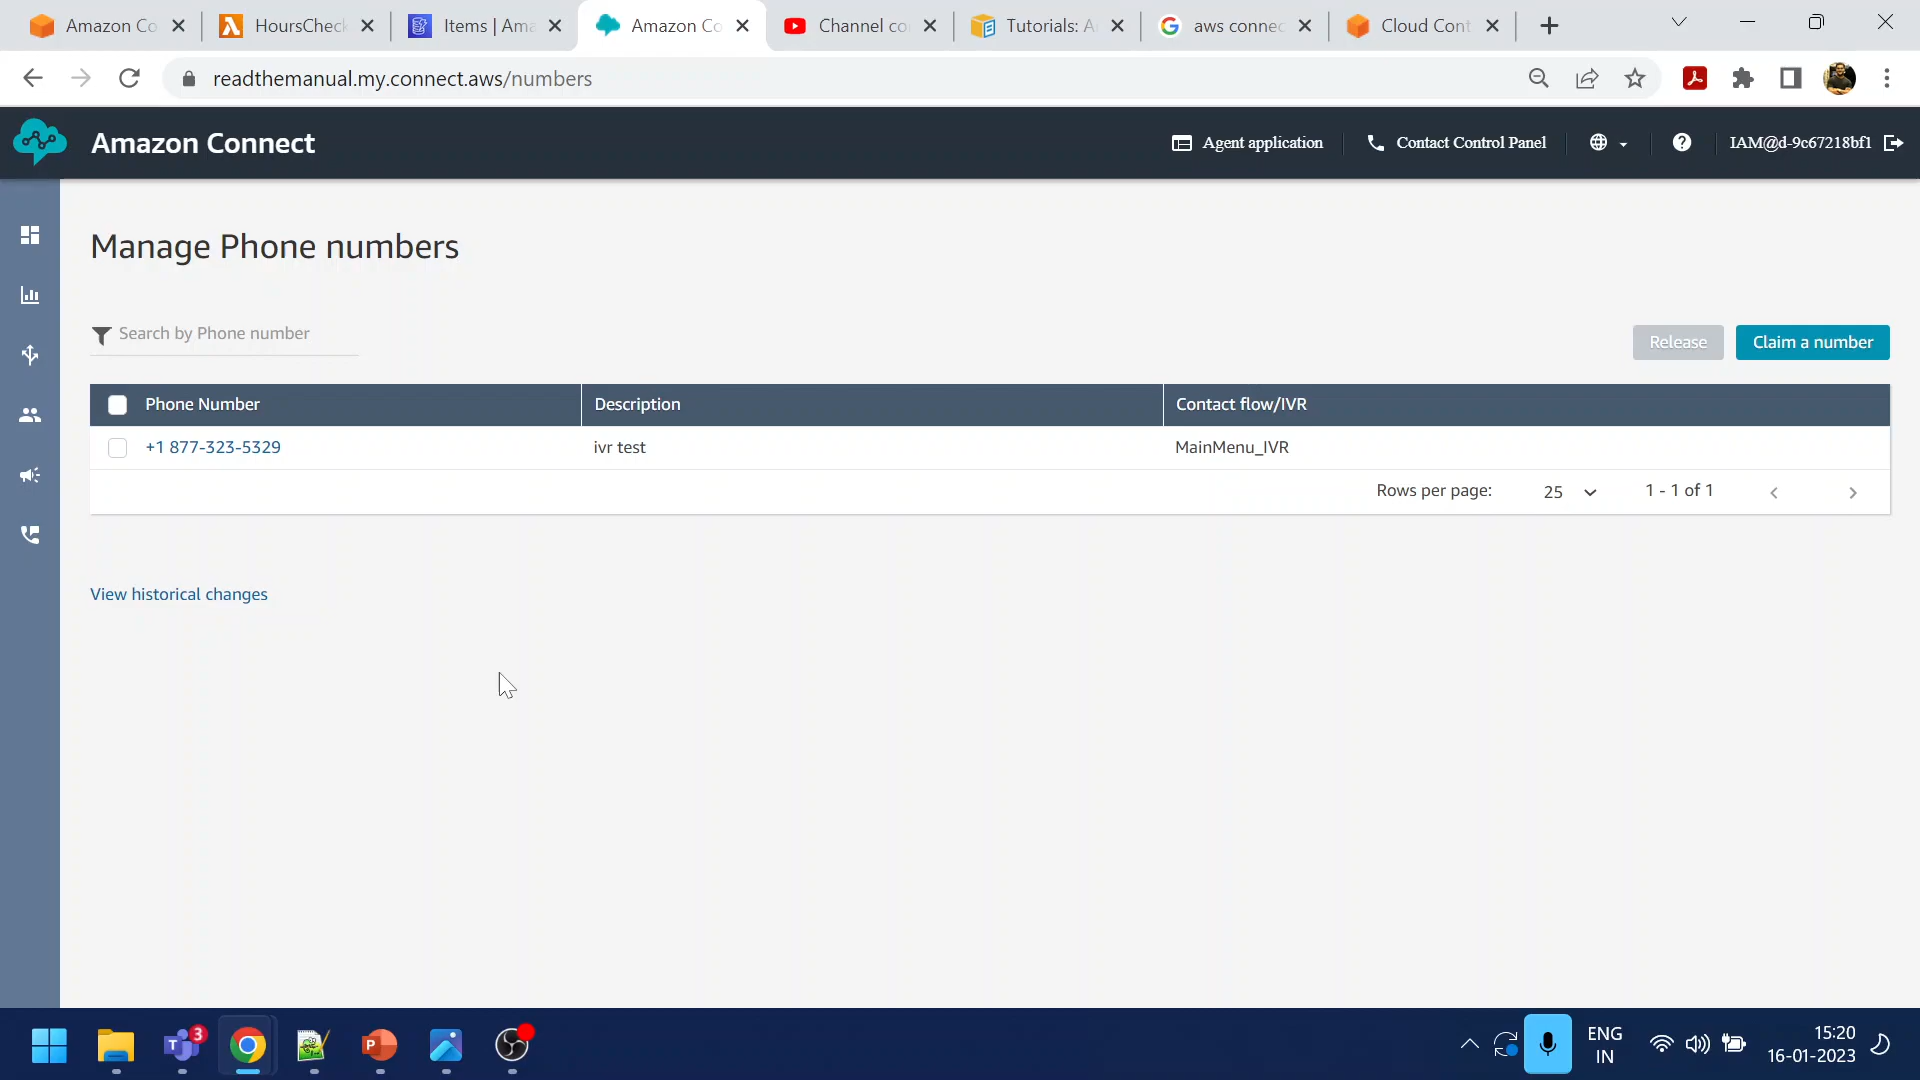 Amazon Co
HoursCheck
Items | Ama
Amazon Co
Channel co
Tutorials: A
aws connec
Cloud Cont
readthemanual.my.connect.aws/numbers
Amazon Connect
Agent application
Contact Control Panel
IAM@d-9c67218bf1
Manage Phone numbers
Search by Phone number
Release
Claim a number
Phone Number
Description
Contact flow/IVR
+1 877-323-5329
ivr test
MainMenu_IVR
Rows per page:
25
1 - 1 of 1
View historical changes
3
ENG
IN
15:20
16-01-2023